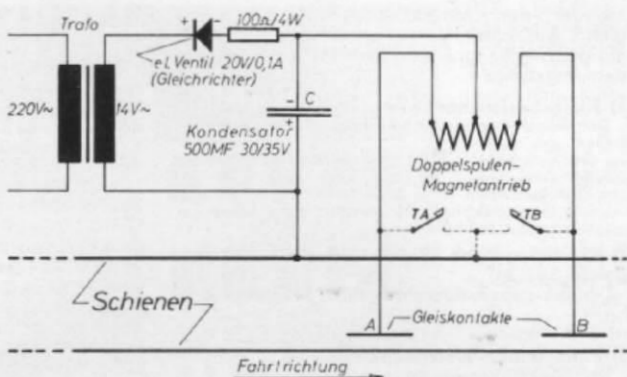 Trafo
220V~
14V~
+ -
100Ω/4W
eL Ventil 20V/0,1A
(Gleichrichter)
- C
+
Kondensator
500MF 30/35V
Doppelspulen-
Magnetantrieb
TA
TB
Schienen
A
Gleiskontakte
B
Fahrtrichtung